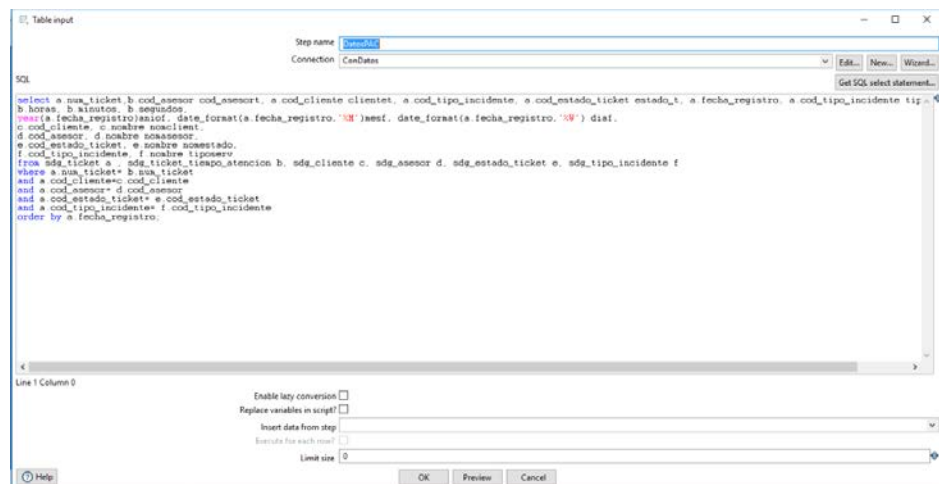 Table input
Step name DatosPAC
Connection ConDatos Edit... New... Wizard...
SQL Get SQL select statement...
select a.num_ticket,b.cod_asesor cod_asesort, a.cod_cliente clientet, a.cod_tipo_incidente, a.cod_estado_ticket estado_t, a.fecha_registro, a.cod_tipo_incidente tip
b.horas, b.minutos, b.segundos,
year(a.fecha_registro)aniof, date_format(a.fecha_registro,'%M')mesf, date_format(a.fecha_registro,'%W') diaf,
c.cod_cliente, c.nombre nomclient,
d.cod_asesor, d.nombre nomasesor,
e.cod_estado_ticket, e.nombre nomestado,
f.cod_tipo_incidente, f.nombre tiposerv
from sdg_ticket a , sdg_ticket_tiempo_atencion b, sdg_cliente c, sdg_asesor d, sdg_estado_ticket e, sdg_tipo_incidente f
where a.num_ticket= b.num_ticket
and a.cod_cliente=c.cod_cliente
and a.cod_asesor= d.cod_asesor
and a.cod_estado_ticket= e.cod_estado_ticket
and a.cod_tipo_incidente= f.cod_tipo_incidente
order by a.fecha_registro;
Line 1 Column 0
Enable lazy conversion
Replace variables in script?
Insert data from step
Execute for each row?
Limit size 0
Help OK Preview Cancel